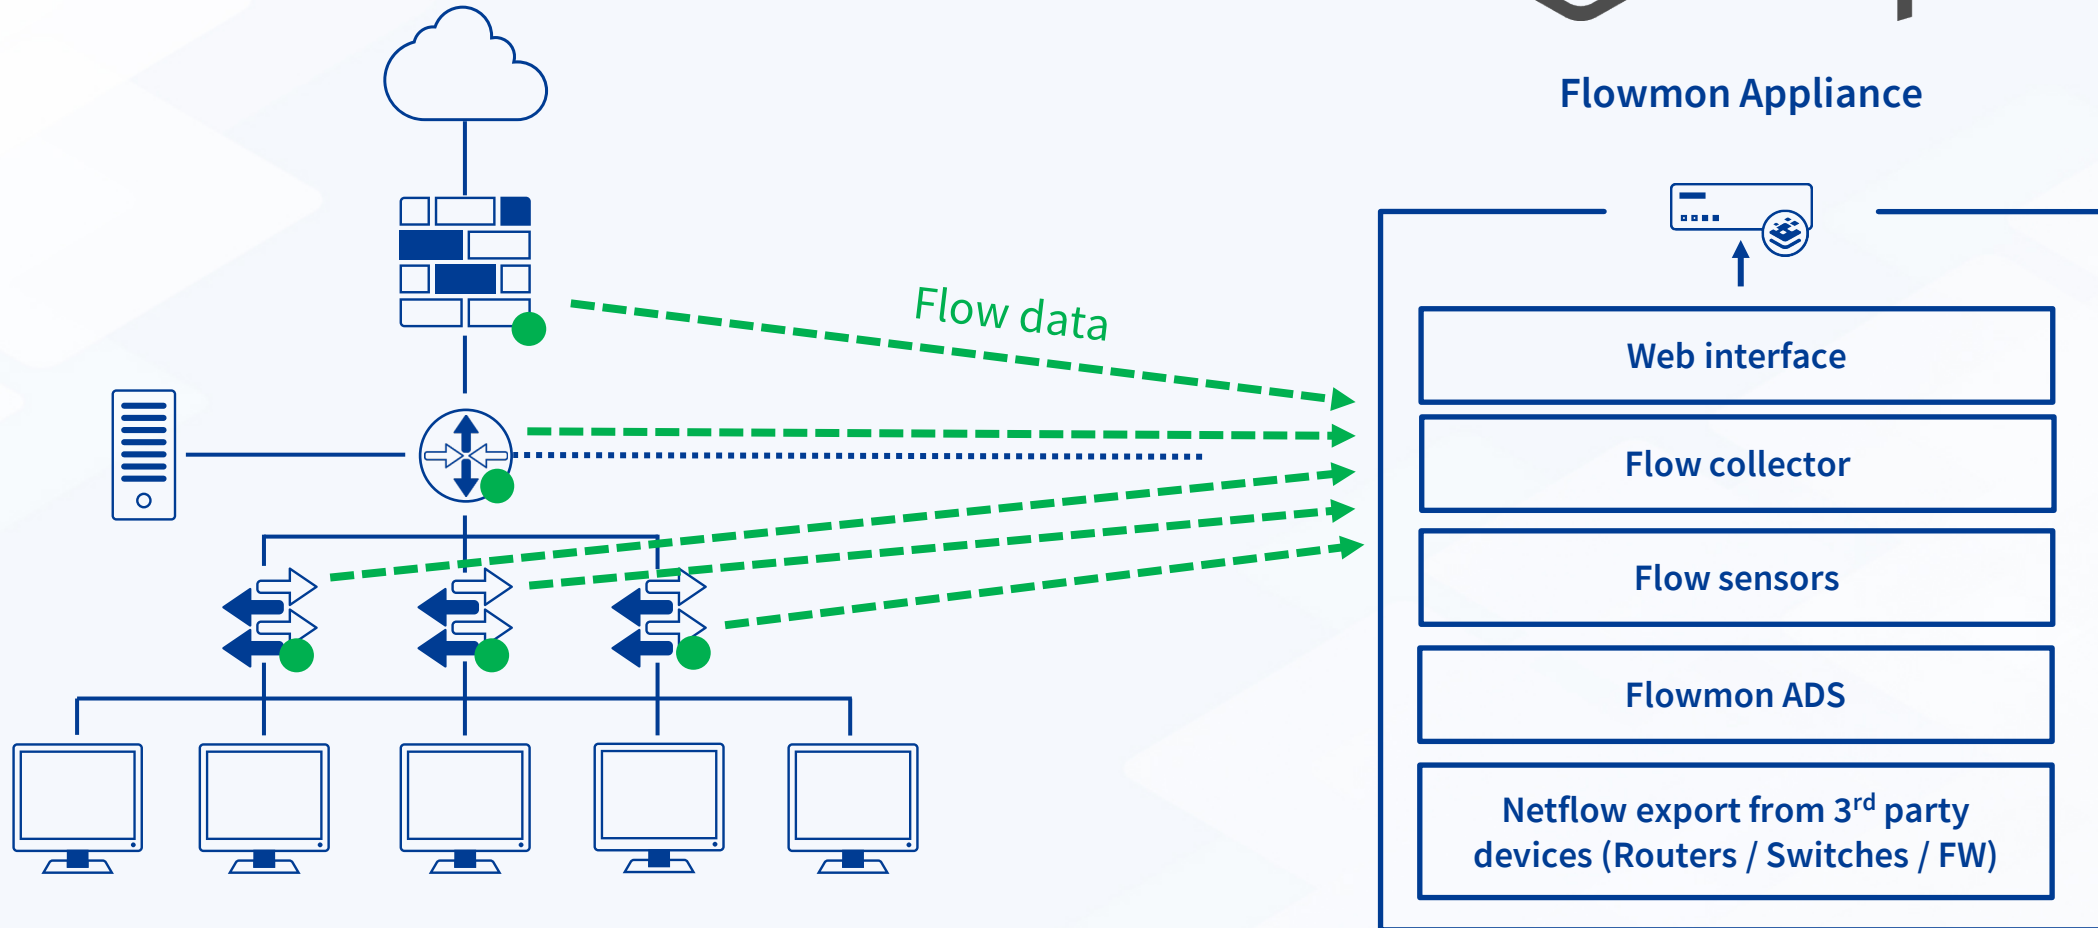 Flowmon Appliance
Flow data
Web interface
Flow collector
Flow sensors
Flowmon ADS
Netflow export from 3rd party
devices (Routers / Switches / FW)